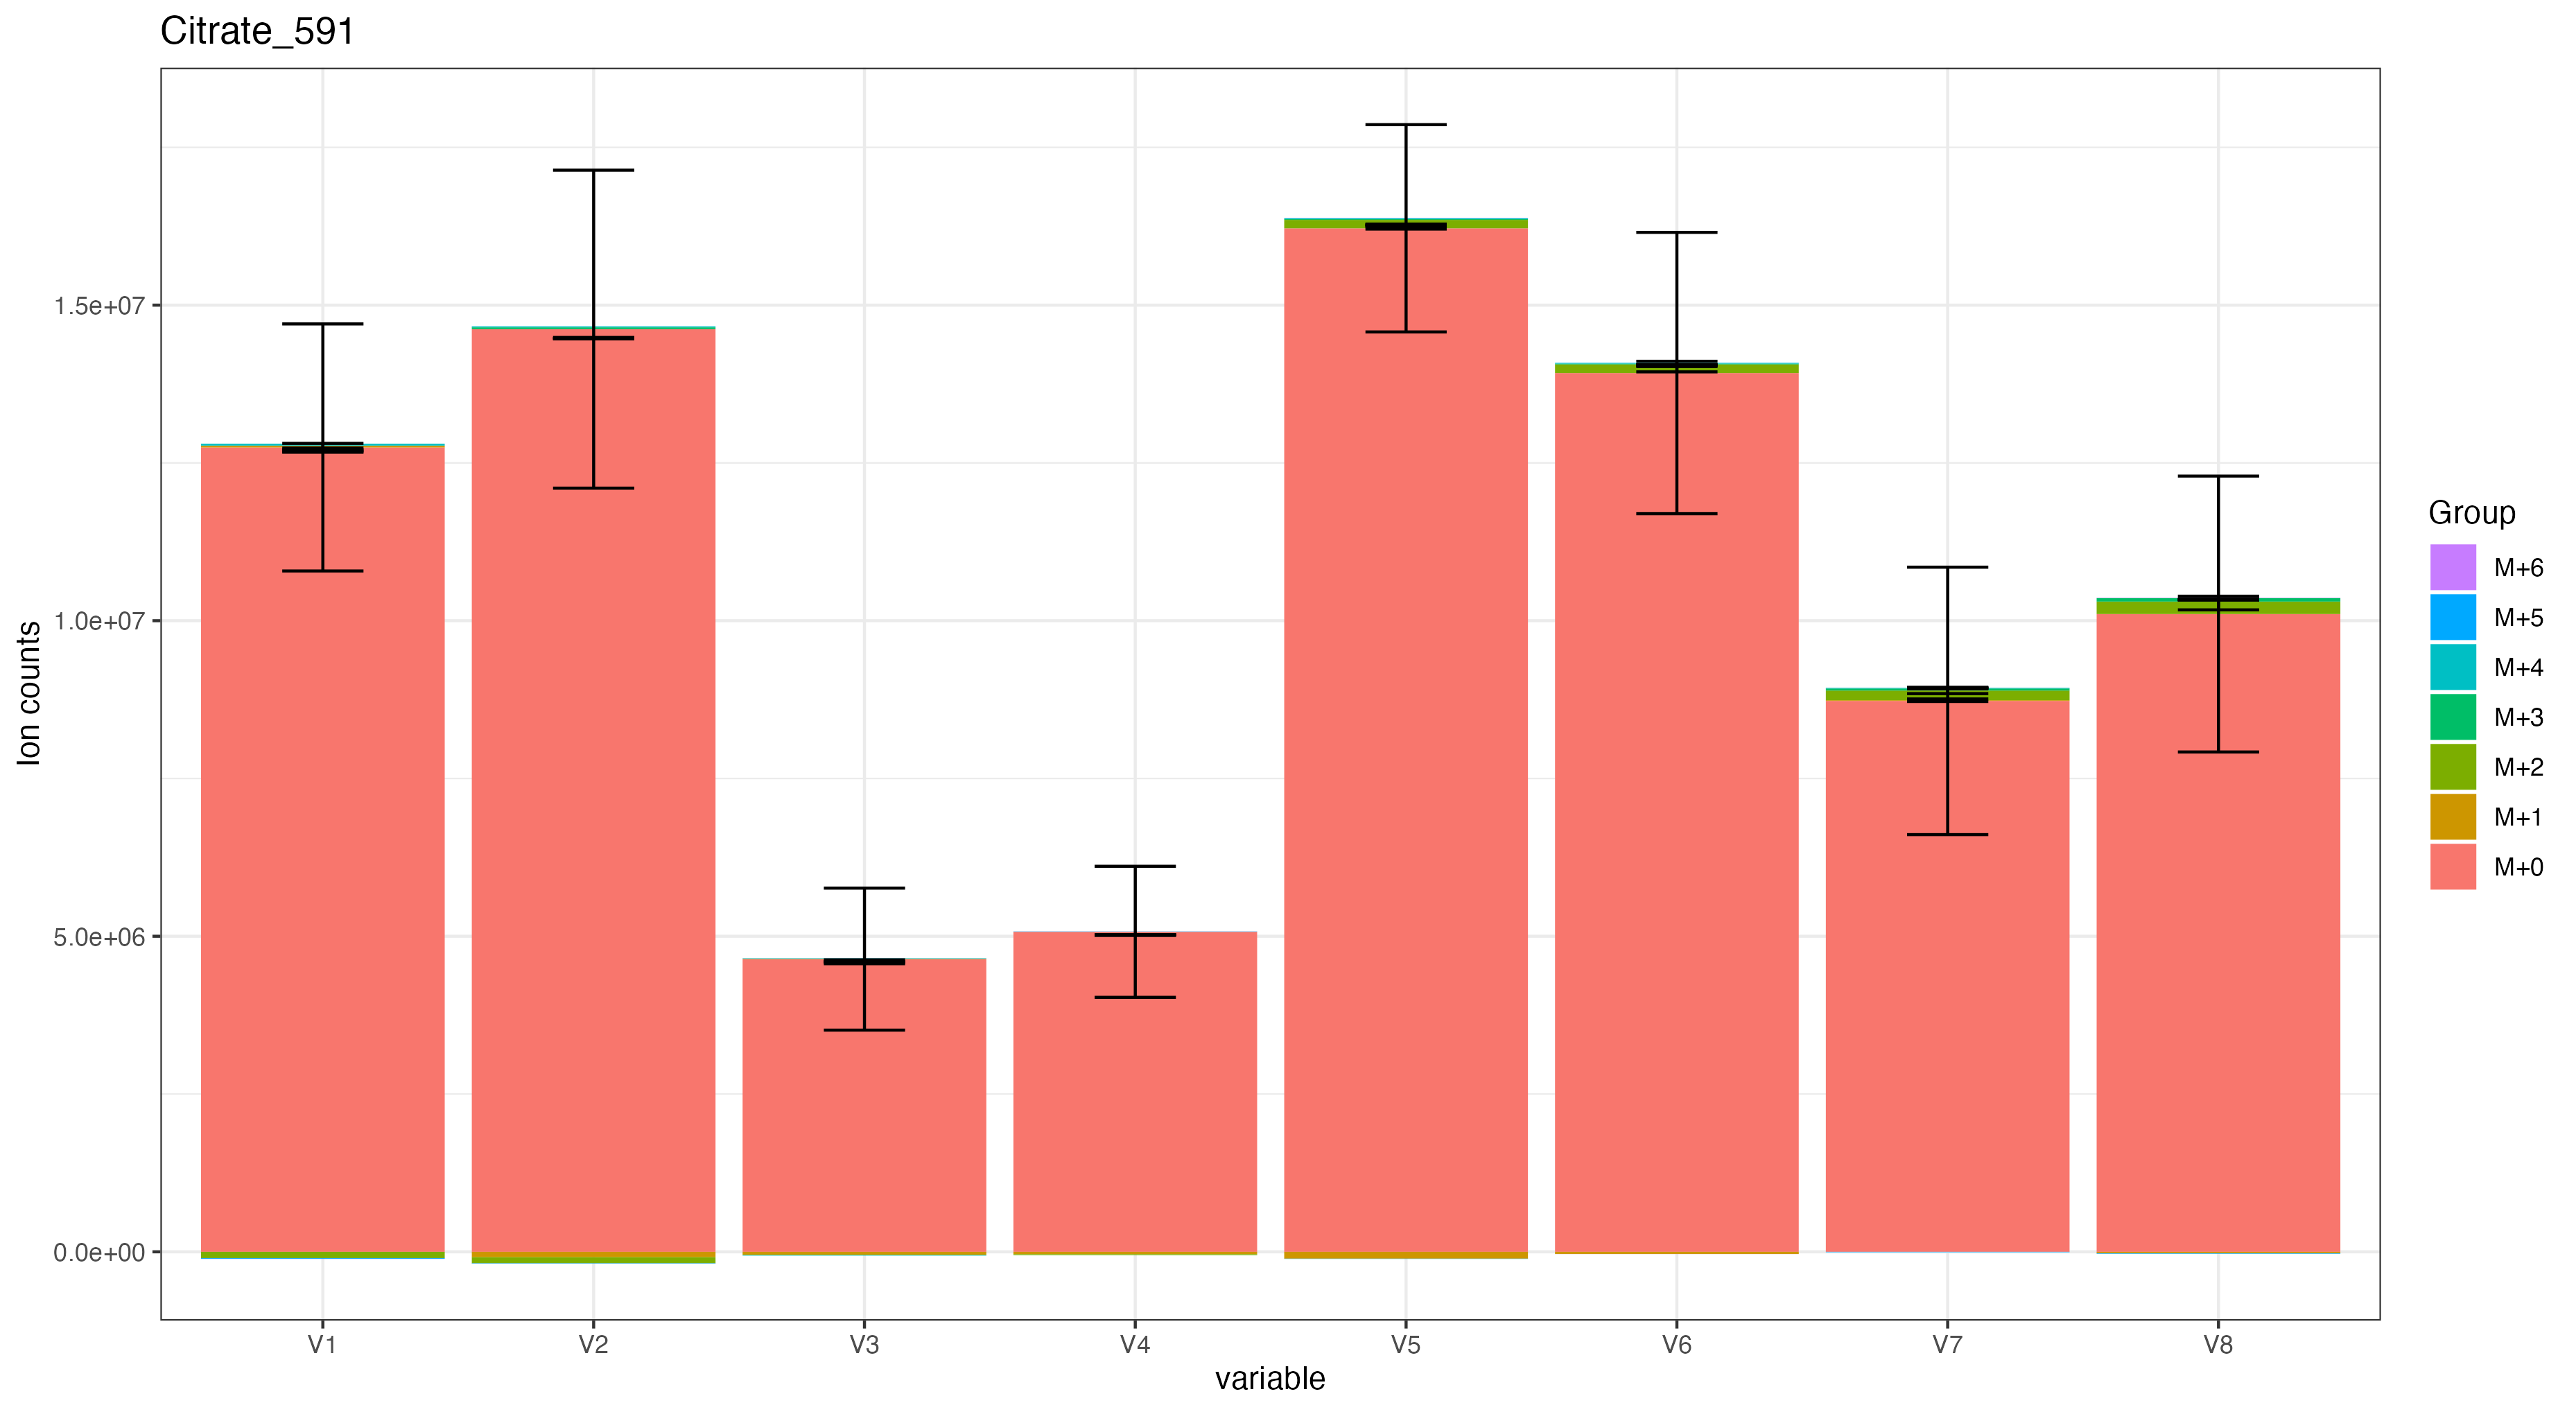 Citrate_591
Ion counts
1.5e+07
1.0e+07
5.0e+06
0.0e+00
V1 V2 V3 V4 V5 V6 V7 V8
variable
Group
M+6
M+5
M+4
M+3
M+2
M+1
M+0